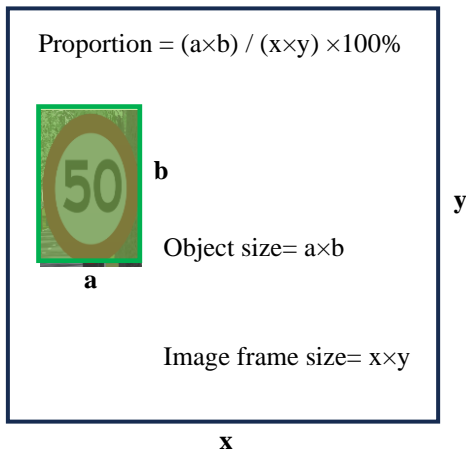 Proportion = (a×b) / (x×y) ×100%
50
b
y
Object size= a×b
a
Image frame size= x×y
x